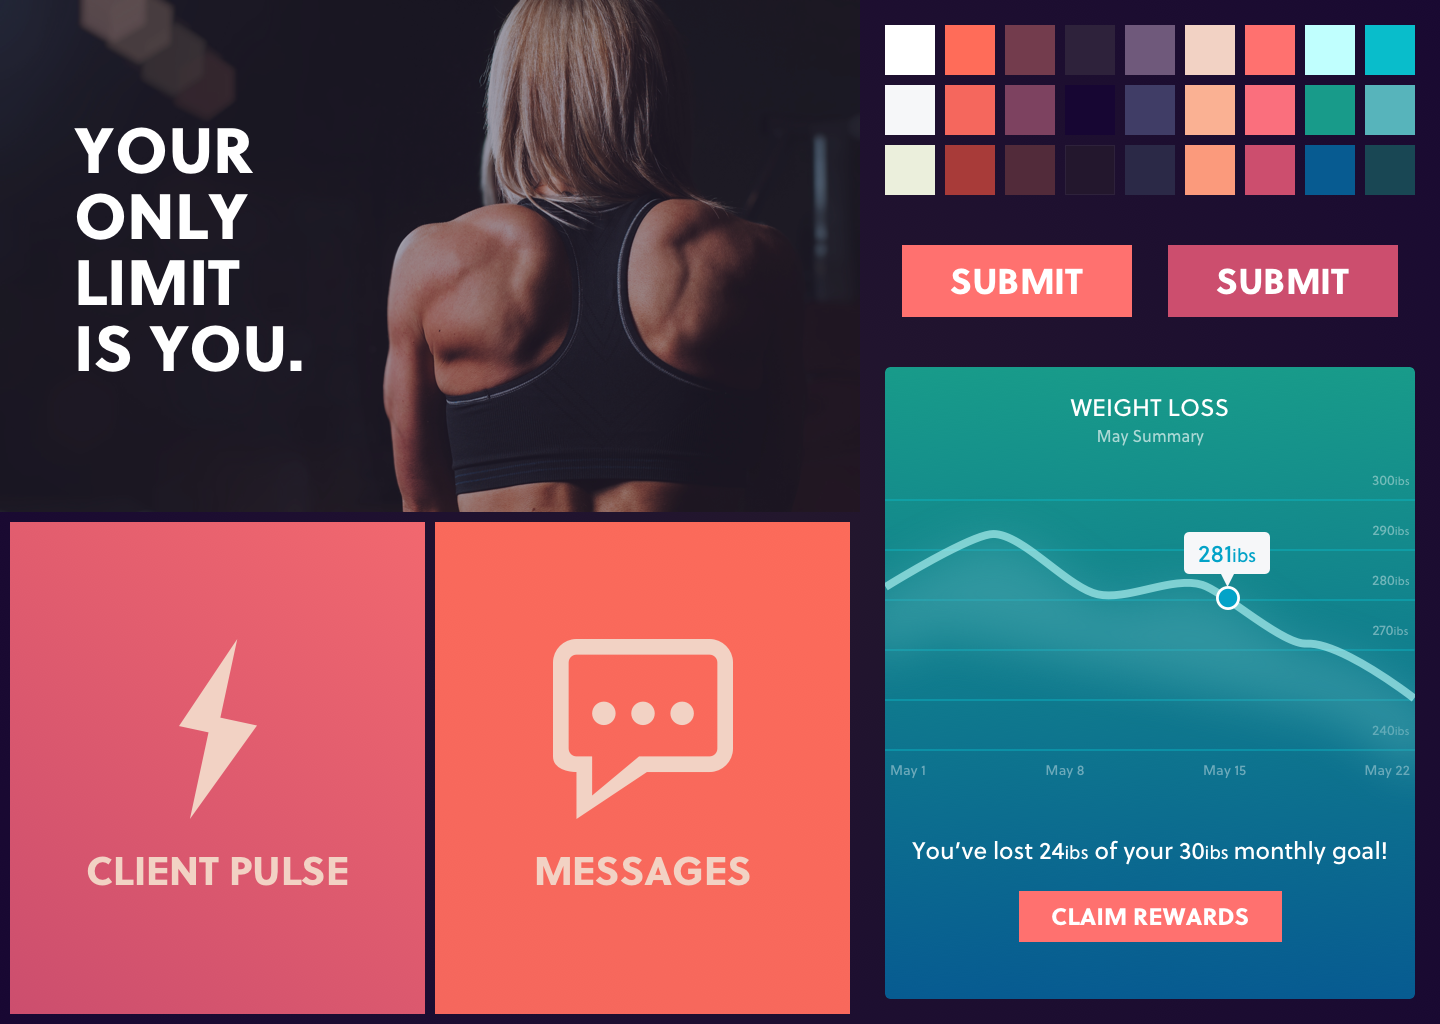 YOUR
ONLY
LIMIT
IS YOU.
SUBMIT
SUBMIT
WEIGHT LOSS
May Summary
300ibs
290ibs
281ibs
280ibs
270ibs
240ibs
May 1
May 8
May 15
May 22
You've lost 24ibs of your 30ibs monthly goal!
CLAIM REWARDS
CLIENT PULSE
MESSAGES